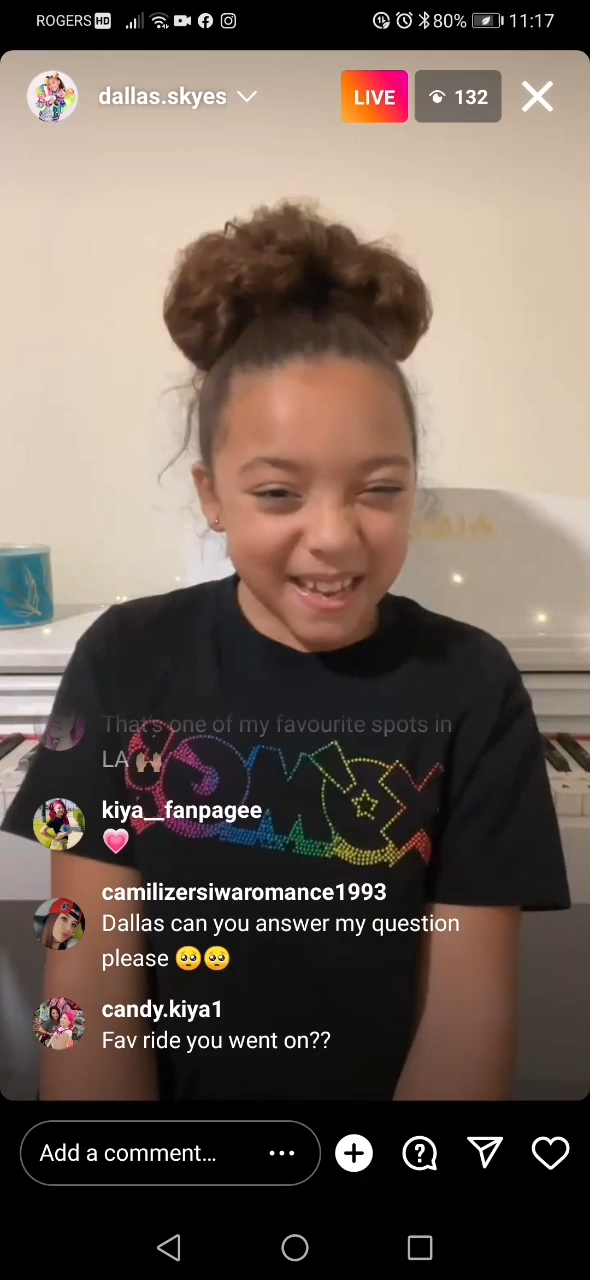 ROGERS HD 80% 11:17
dallas.skyes LIVE 132
That's one of my favourite spots in
LA 🙌🏽
kiya__fanpagee
💗
camilizersiwaromance1993
Dallas can you answer my question
please 🥺🥺
candy.kiya1
Fav ride you went on??
Add a comment...